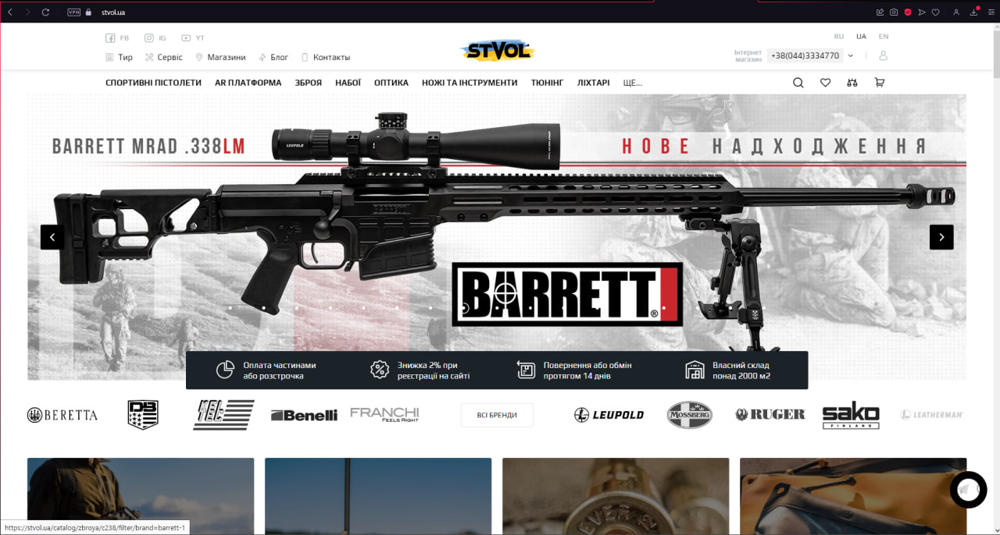 VPN
stvol.ua
FB
IG
YT
RU
UA
EN
Тир
Сервіс
Магазини
Блог
Контакты
STVOL
Інтернет
магазин
+38(044)3334770
СПОРТИВНІ ПІСТОЛЕТИ
AR ПЛАТФОРМА
ЗБРОЯ
НАБОЇ
ОПТИКА
НОЖІ ТА ІНСТРУМЕНТИ
ТЮНІНГ
ЛІХТАРІ
ЩЕ...
BARRETT MRAD .338LM
LEUPOLD
НОВЕ НАДХОДЖЕННЯ
BARRETT®
Оплата частинами
або розстрочка
Знижка 2% при
реєстрації на сайті
Повернення або обмін
протягом 14 днів
Власний склад
понад 2000 м2
BERETTA
KEL TEC
Benelli
FRANCHI
FEELS RIGHT
ВСІ БРЕНДИ
LEUPOLD
MOSSBERG
RUGER
sako
FINLAND
LEATHERMAN
https://stvol.ua/catalog/zbroya/c238/filter/brand=barrett-1